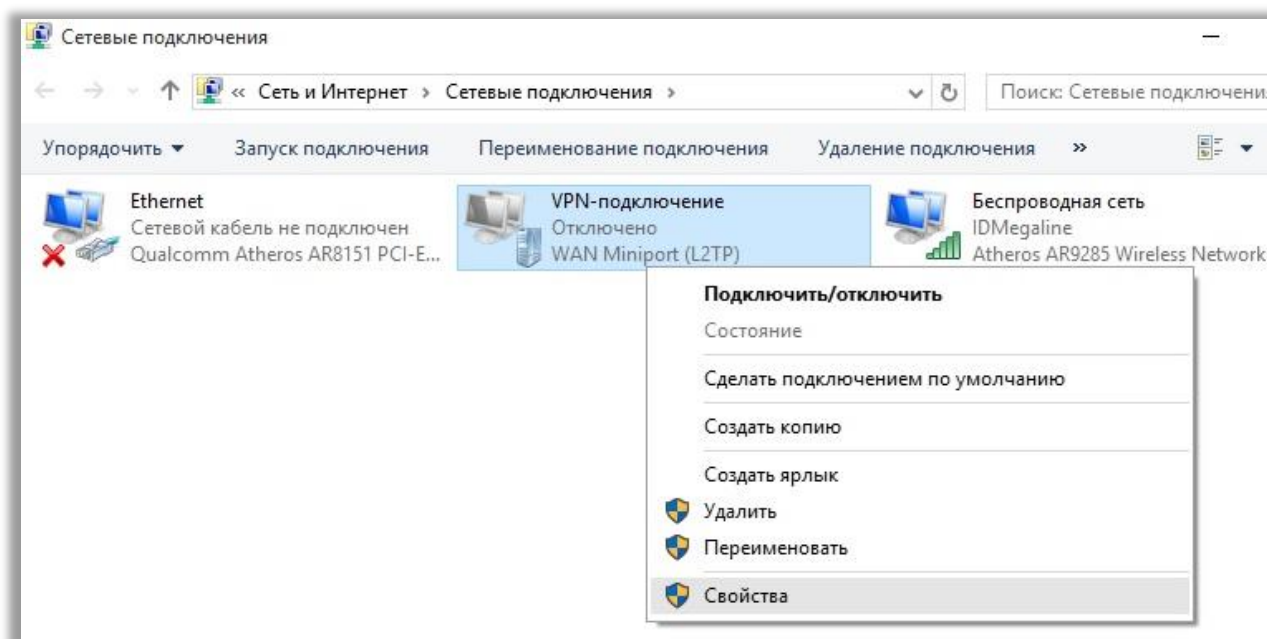 Сетевые подключения
« Сеть и Интернет › Сетевые подключения ›
Поиск: Сетевые подключени
Упорядочить Запуск подключения Переименование подключения Удаление подключения »
Ethernet
Сетевой кабель не подключен
Qualcomm Atheros AR8151 PCI-E...
VPN-подключение
Отключено
WAN Miniport (L2TP)
Беспроводная сеть
IDMegaline
Atheros AR9285 Wireless Network
Подключить/отключить
Состояние
Сделать подключением по умолчанию
Создать копию
Создать ярлык
Удалить
Переименовать
Свойства